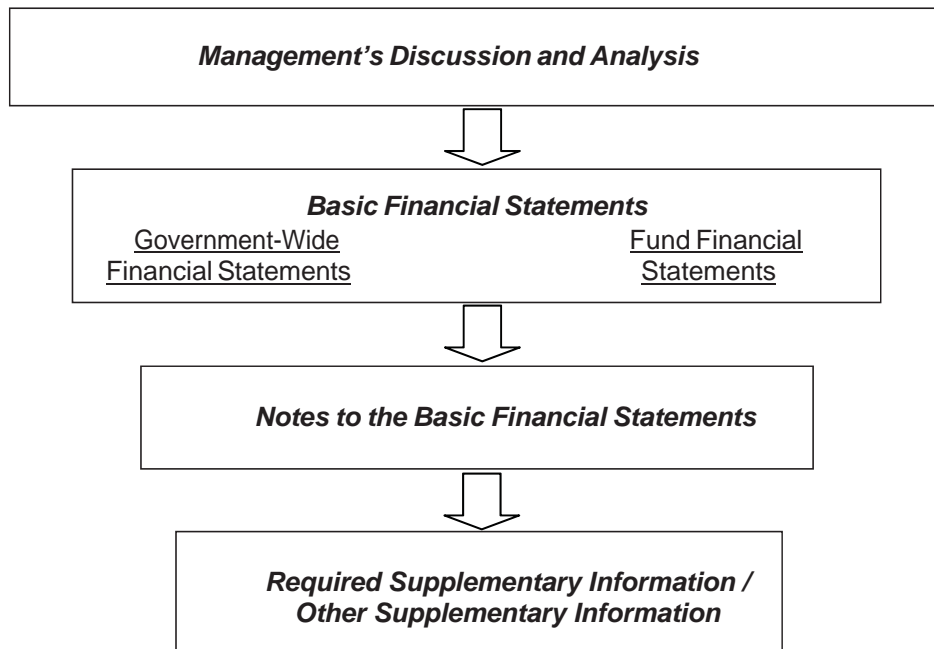 Management’s Discussion and Analysis
Basic Financial Statements
Government-Wide
Financial Statements
Fund Financial
Statements
Notes to the Basic Financial Statements
Required Supplementary Information /
Other Supplementary Information